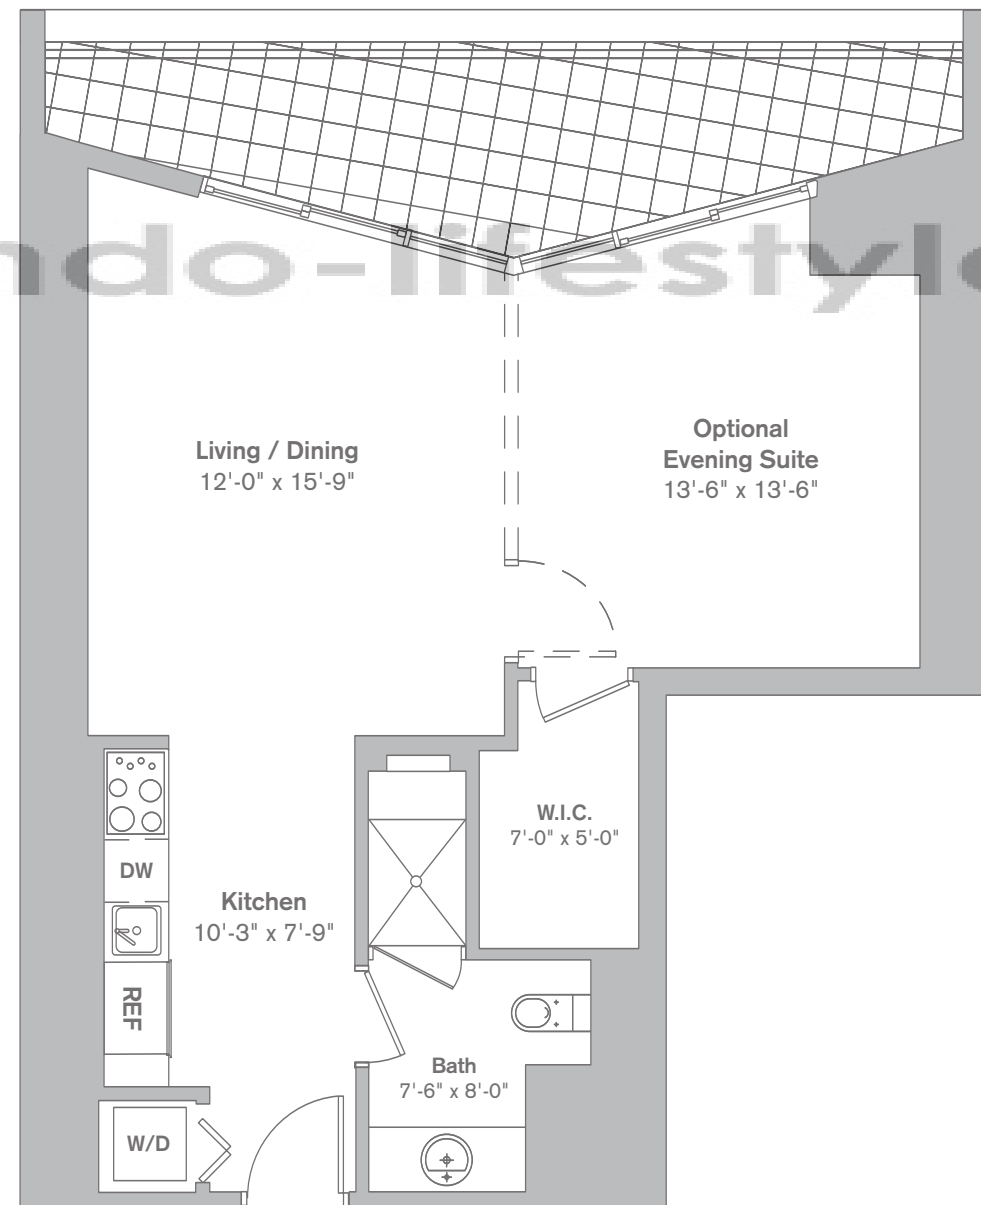 ndo-lifestyle
Living / Dining
12'-0" x 15'-9"
Optional
Evening Suite
13'-6" x 13'-6"
W.I.C.
7'-0" x 5'-0"
DW
Kitchen
10'-3" x 7'-9"
REF
Bath
7'-6" x 8'-0"
W/D